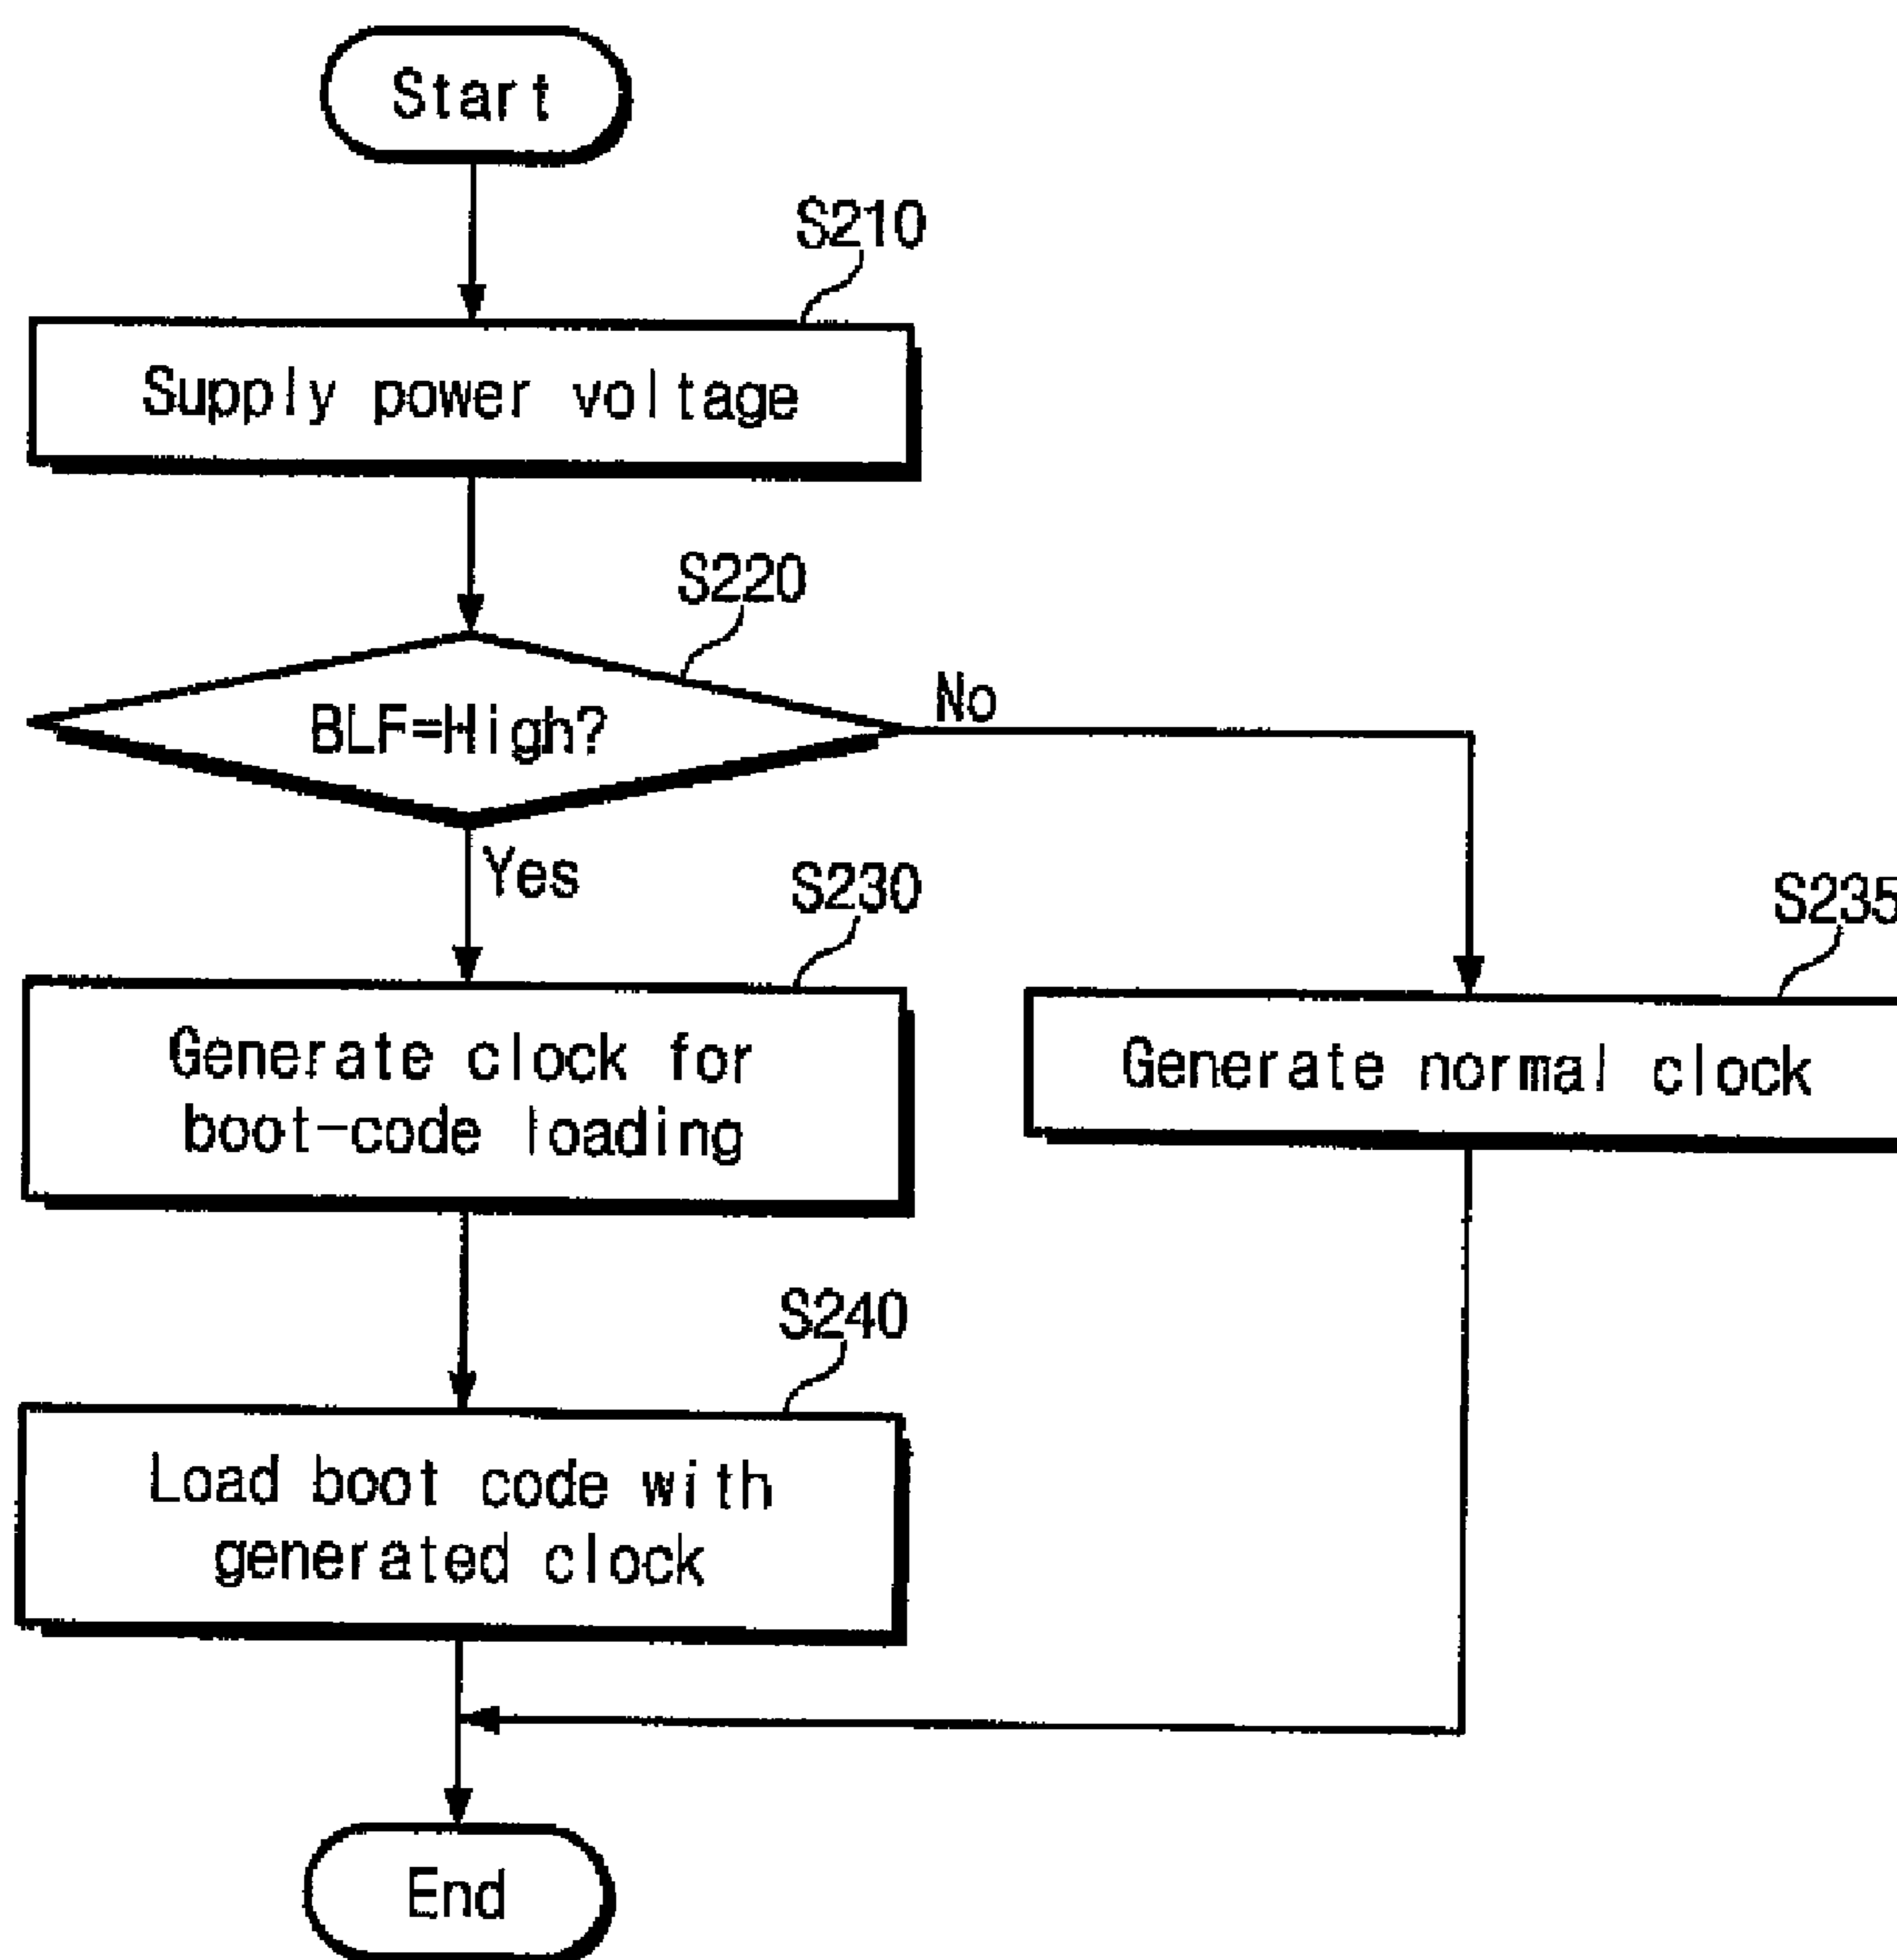 Start
S210
Supply power voltage
S220
BLF=High?
No
Yes
S230
S235
Generate clock for
boot-code loading
Generate normal clock
S240
Load boot code with
generated clock
End